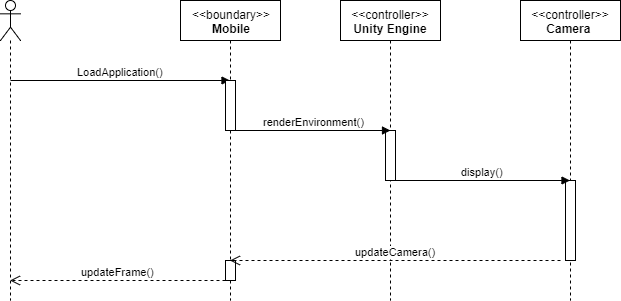 <<boundary>>
Mobile
<<controller>>
Unity Engine
<<controller>>
Camera
LoadApplication()
renderEnvironment()
display()
updateCamera()
updateFrame()